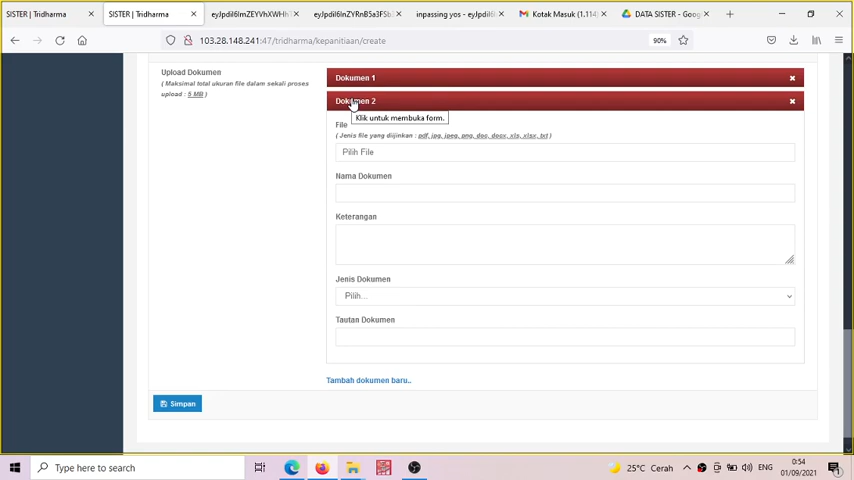 SISTER | Tridharma
SISTER | Tridharma
inpassing yos - eyJpdil6
Kotak Masuk (1.114)
DATA SISTER - Goog
103.28.148.241:47/tridharma/kepanitiaan/create
90%
Upload Dokumen
( Maksimal total ukuran file dalam sekali proses
upload : 5 MB )
Dokumen 1
Dokumen 2
Klik untuk membuka form.
File
( Jenis file yang diijinkan : pdf, jpg, jpeg, png, doc, docx, xls, xlsx, txt )
Pilih File
Nama Dokumen
Keterangan
Jenis Dokumen
Pilih...
Tautan Dokumen
Tambah dokumen baru..
Simpan
Type here to search
25°C Cerah
ENG
0:54
01/09/2021
1